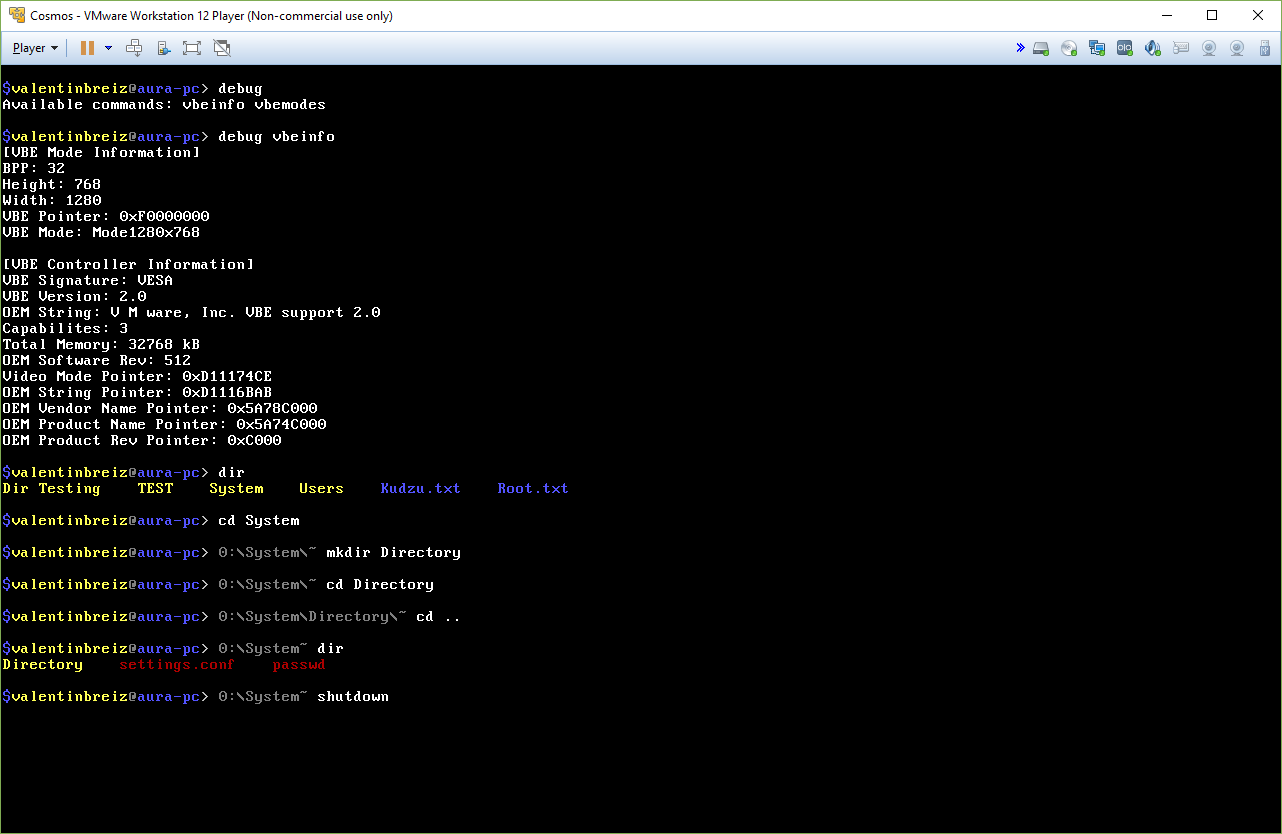 Cosmos - VMware Workstation 12 Player (Non-commercial use only)
Player
$valentinbreiz@aura-pc> debug
Available commands: vbeinfo vbemodes
$valentinbreiz@aura-pc> debug vbeinfo
[VBE Mode Information]
BPP: 32
Height: 768
Width: 1280
VBE Pointer: 0xF0000000
VBE Mode: Mode1280x768
[VBE Controller Information]
VBE Signature: VESA
VBE Version: 2.0
OEM String: V M ware, Inc. VBE support 2.0
Capabilites: 3
Total Memory: 32768 kB
OEM Software Rev: 512
Video Mode Pointer: 0xD11174CE
OEM String Pointer: 0xD1116BAB
OEM Vendor Name Pointer: 0x5A78C000
OEM Product Name Pointer: 0x5A74C000
OEM Product Rev Pointer: 0xC000
$valentinbreiz@aura-pc> dir
Dir Testing    TEST    System    Users    Kudzu.txt    Root.txt
$valentinbreiz@aura-pc> cd System
$valentinbreiz@aura-pc> 0:\System\~ mkdir Directory
$valentinbreiz@aura-pc> 0:\System\~ cd Directory
$valentinbreiz@aura-pc> 0:\System\Directory\~ cd ..
$valentinbreiz@aura-pc> 0:\System~ dir
Directory    settings.conf    passwd
$valentinbreiz@aura-pc> 0:\System~ shutdown